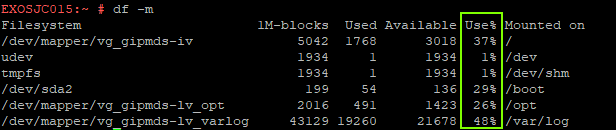 EXOSJC015:~ # df -m
Filesystem 1M-blocks Used Available Use% Mounted on
/dev/mapper/vg_gipmds-iv 5042 1768 3018 37% /
udev 1934 1 1934 1% /dev
tmpfs 1934 1 1934 1% /dev/shm
/dev/sda2 199 54 136 29% /boot
/dev/mapper/vg_gipmds-lv_opt 2016 491 1423 26% /opt
/dev/mapper/vg_gipmds-lv_varlog 43129 19260 21678 48% /var/log